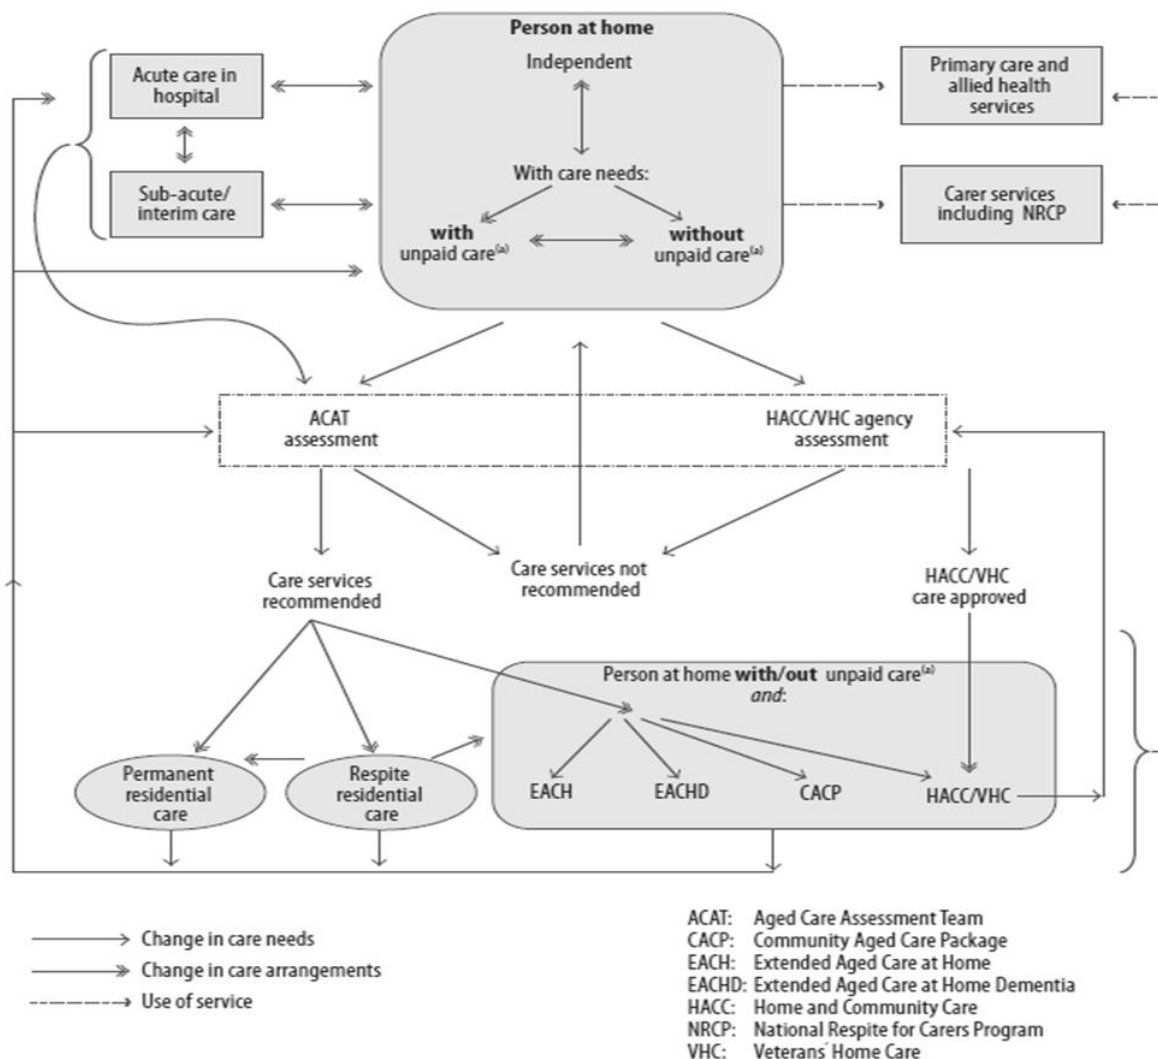 Person at home
Independent
Acute care in
hospital
Primary care and
allied health
services
With care needs:
Sub-acute/
interim care
Carer services
including NRCP
with
unpaid care(a)
without
unpaid care(a)
ACAT
assessment
HACC/VHC agency
assessment
Care services
recommended
Care services not
recommended
HACC/VHC
care approved
Person at home with/out unpaid care(a)
and:
Permanent
residential
care
Respite
residential
care
EACH
EACHD
CACP
HACC/VHC
Change in care needs
Change in care arrangements
Use of service
ACAT: Aged Care Assessment Team
CACP: Community Aged Care Package
EACH: Extended Aged Care at Home
EACHD: Extended Aged Care at Home Dementia
HACC: Home and Community Care
NRCP: National Respite for Carers Program
VHC: Veterans´ Home Care